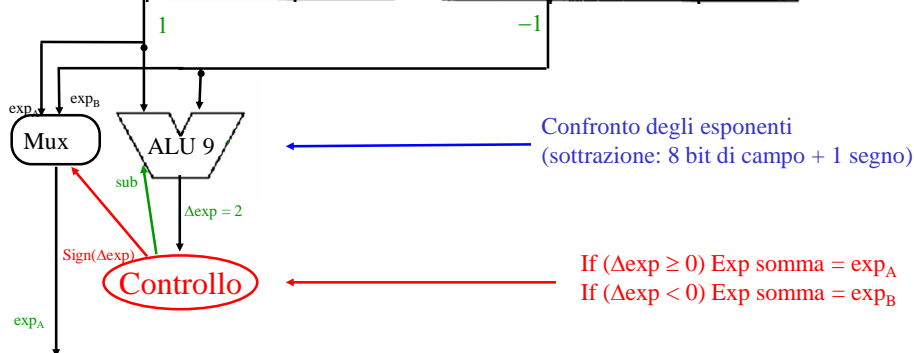 1
−1
exp_A
exp_B
Mux
ALU 9
Confronto degli esponenti
(sottrazione: 8 bit di campo + 1 segno)
sub
Δexp = 2
Sign(Δexp)
Controllo
If (Δexp ≥ 0) Exp somma = exp_A
If (Δexp < 0) Exp somma = exp_B
exp_A